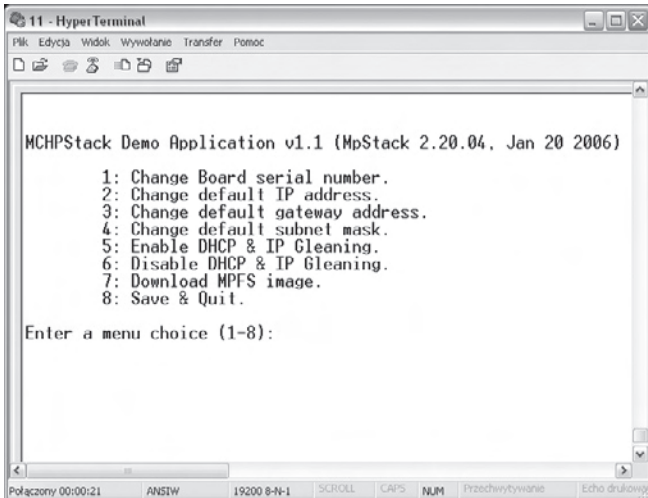 11 - HyperTerminal
Plik Edycja Widok Wywołanie Transfer Pomoc
MCHPStack Demo Application v1.1 (MpStack 2.20.04, Jan 20 2006)
1: Change Board serial number.
2: Change default IP address.
3: Change default gateway address.
4: Change default subnet mask.
5: Enable DHCP & IP Gleaning.
6: Disable DHCP & IP Gleaning.
7: Download MPFS image.
8: Save & Quit.
Enter a menu choice (1-8):
Połączony 00:00:21 ANSIW 19200 8-N-1 SCROLL CAPS NUM Przechwytywanie Echo drukowa